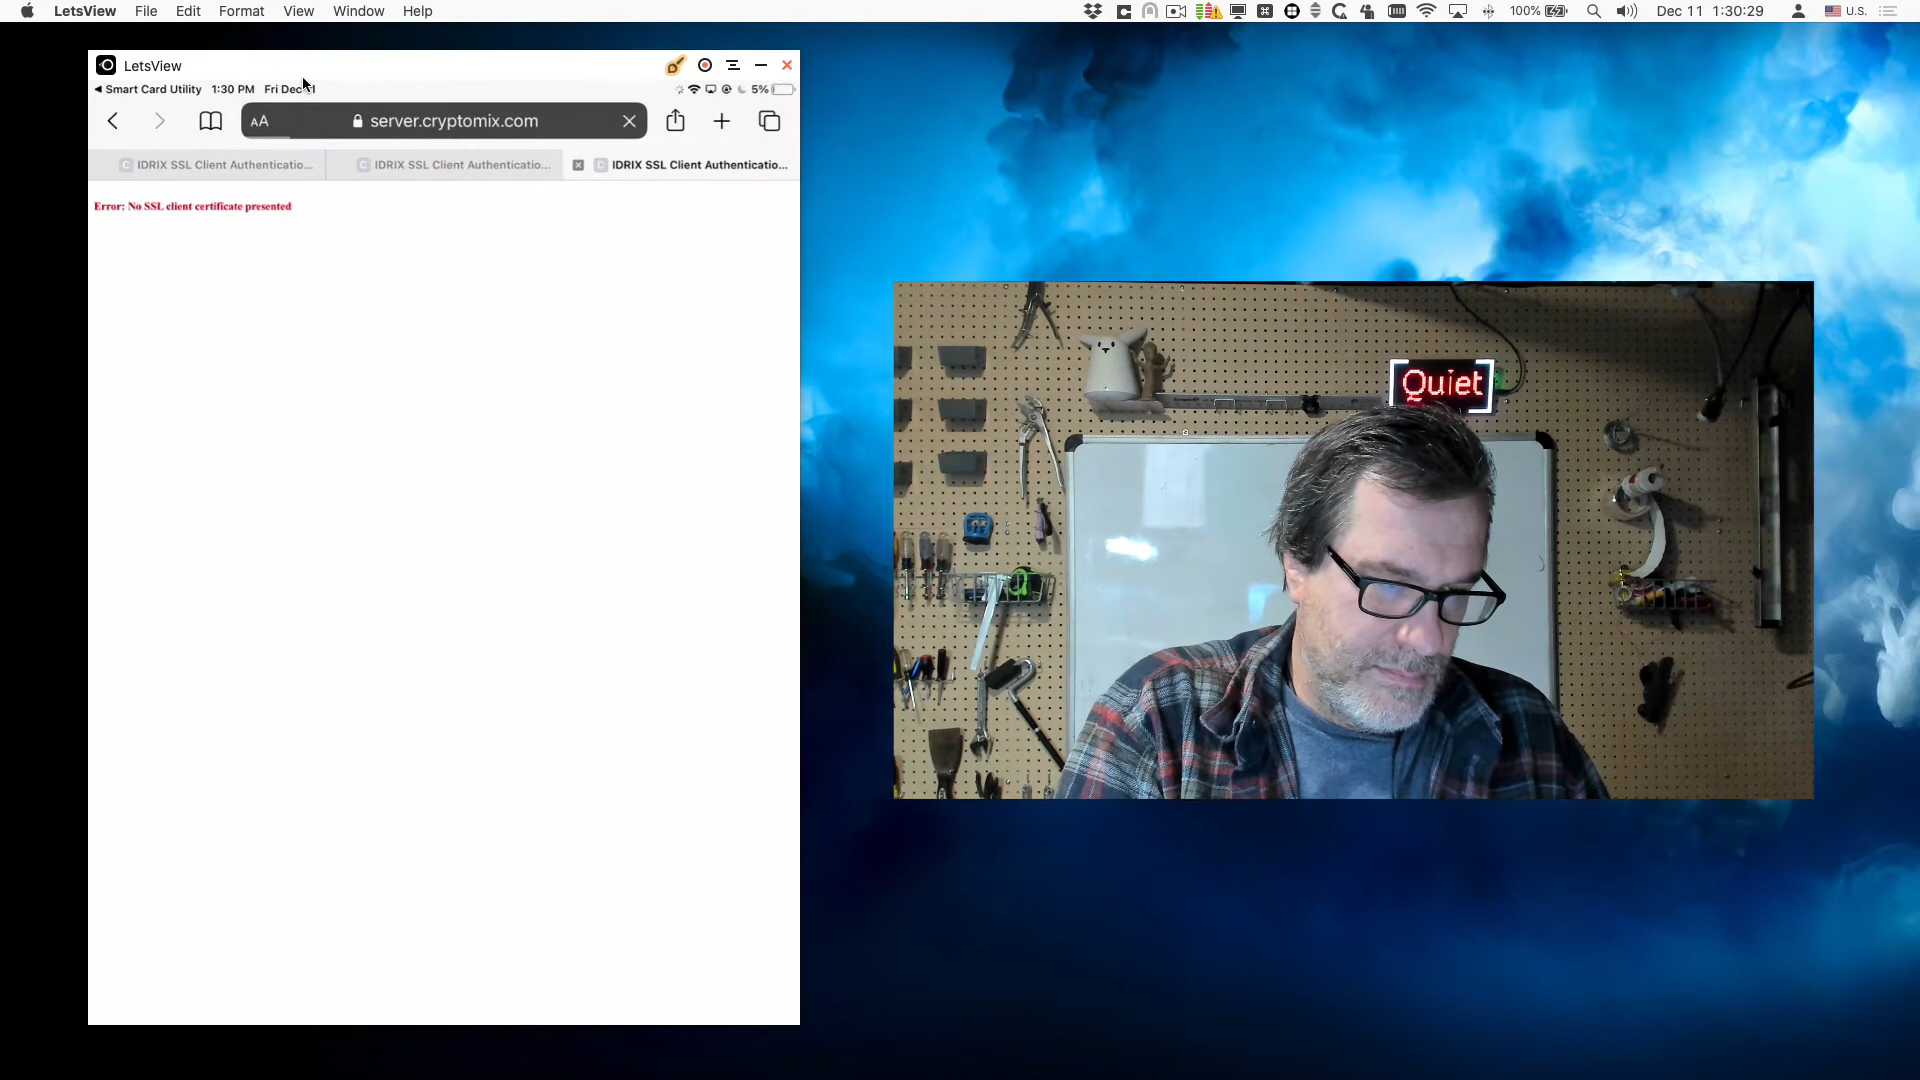 LetsView File Edit Format View Window Help
100% Dec 11 1:30:29 U.S.
LetsView
Smart Card Utility 1:30 PM Fri Dec 5%
AA server.cryptomix.com
IDRIX SSL Client Authenticatio... IDRIX SSL Client Authenticatio... IDRIX SSL Client Authenticatio...
Error: No SSL client certificate presented
Quiet